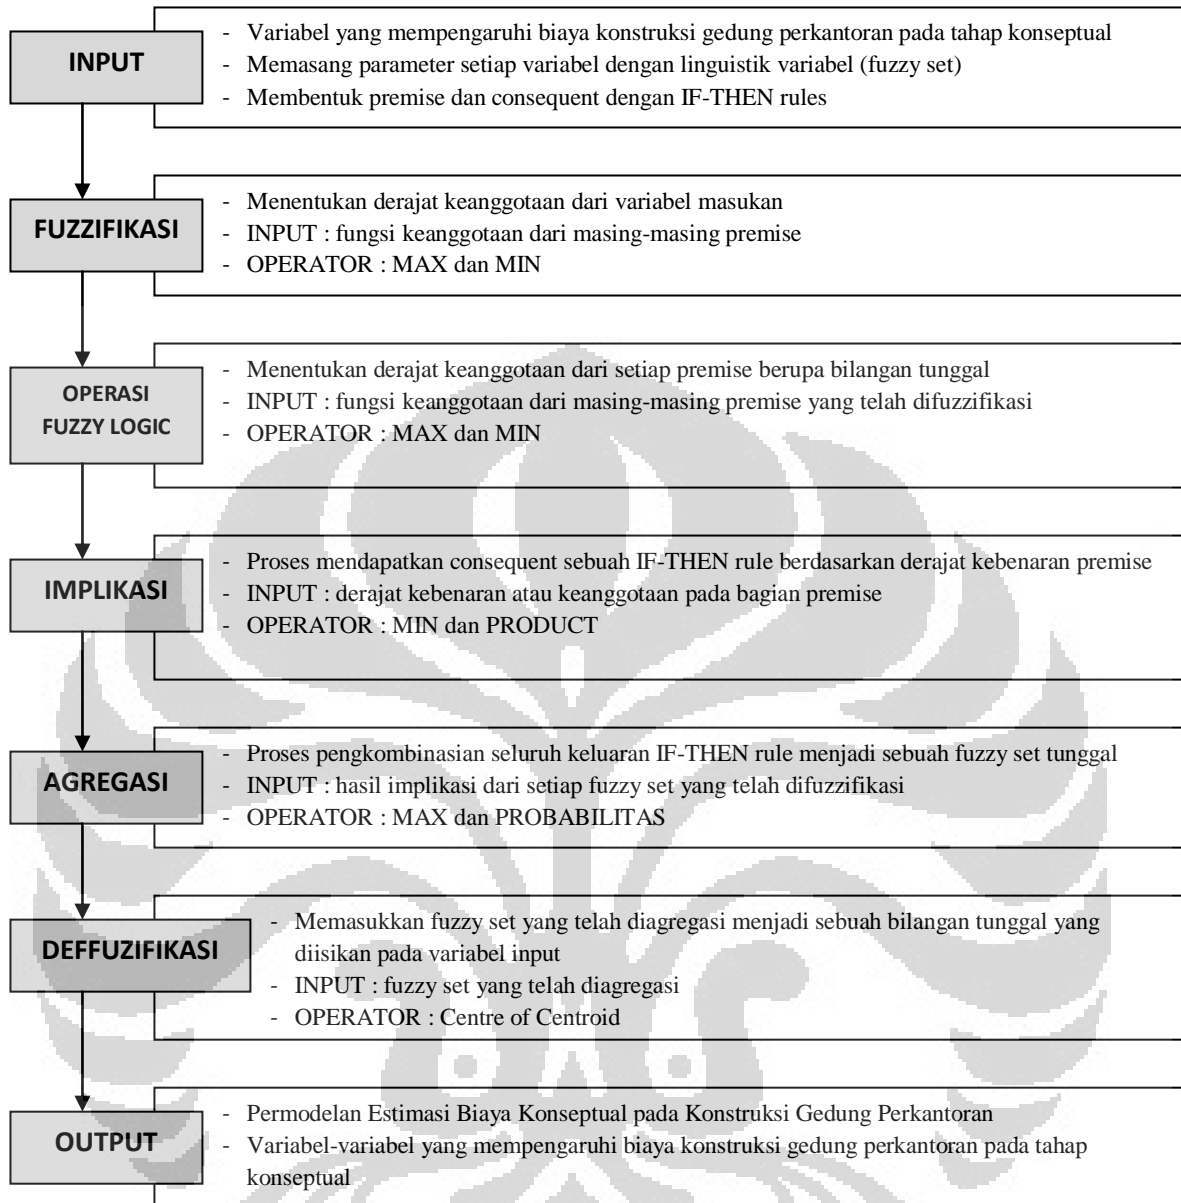 INPUT
- Variabel yang mempengaruhi biaya konstruksi gedung perkantoran pada tahap konseptual
- Memasang parameter setiap variabel dengan linguistik variabel (fuzzy set)
- Membentuk premise dan consequent dengan IF-THEN rules
FUZZIFIKASI
- Menentukan derajat keanggotaan dari variabel masukan
- INPUT : fungsi keanggotaan dari masing-masing premise
- OPERATOR : MAX dan MIN
OPERASI
FUZZY LOGIC
- Menentukan derajat keanggotaan dari setiap premise berupa bilangan tunggal
- INPUT : fungsi keanggotaan dari masing-masing premise yang telah difuzzifikasi
- OPERATOR : MAX dan MIN
IMPLIKASI
- Proses mendapatkan consequent sebuah IF-THEN rule berdasarkan derajat kebenaran premise
- INPUT : derajat kebenaran atau keanggotaan pada bagian premise
- OPERATOR : MIN dan PRODUCT
AGREGASI
- Proses pengkombinasian seluruh keluaran IF-THEN rule menjadi sebuah fuzzy set tunggal
- INPUT : hasil implikasi dari setiap fuzzy set yang telah difuzzifikasi
- OPERATOR : MAX dan PROBABILITAS
DEFFUZIFIKASI
- Memasukkan fuzzy set yang telah diagregasi menjadi sebuah bilangan tunggal yang
diisikan pada variabel input
- INPUT : fuzzy set yang telah diagregasi
- OPERATOR : Centre of Centroid
OUTPUT
- Permodelan Estimasi Biaya Konseptual pada Konstruksi Gedung Perkantoran
- Variabel-variabel yang mempengaruhi biaya konstruksi gedung perkantoran pada tahap
konseptual